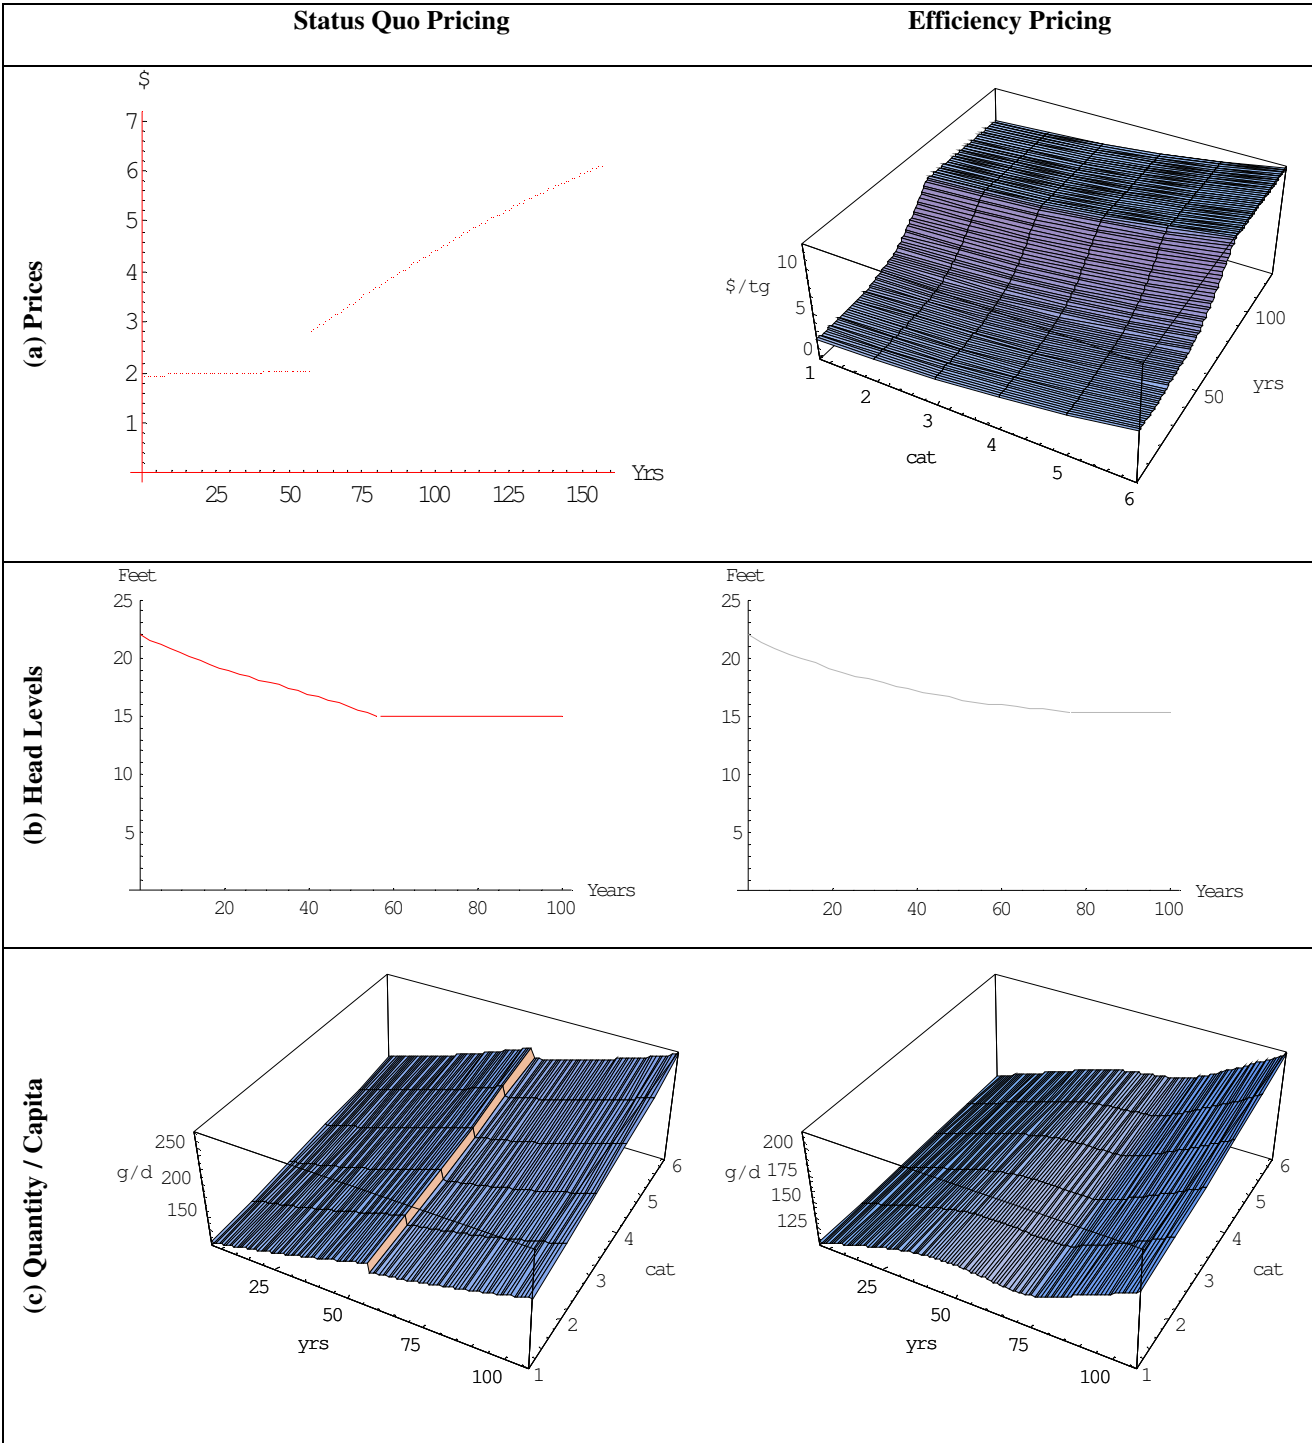 Status Quo Pricing
Efficiency Pricing
(a) Prices
$
7
6
5
4
3
2
1
25 50 75 100 125 150
Yrs
$/tg
10
5
0
1 2 3 4 5 6
cat
50 100
yrs
(b) Head Levels
Feet
25
20
15
10
5
20 40 60 80 100
Years
Feet
25
20
15
10
5
20 40 60 80 100
Years
(c) Quantity / Capita
250
g/d 200
150
25 50 75 100
yrs
1 2 3 4 5 6
cat
200
g/d 175
150
125
25 50 75 100
yrs
1 2 3 4 5 6
cat